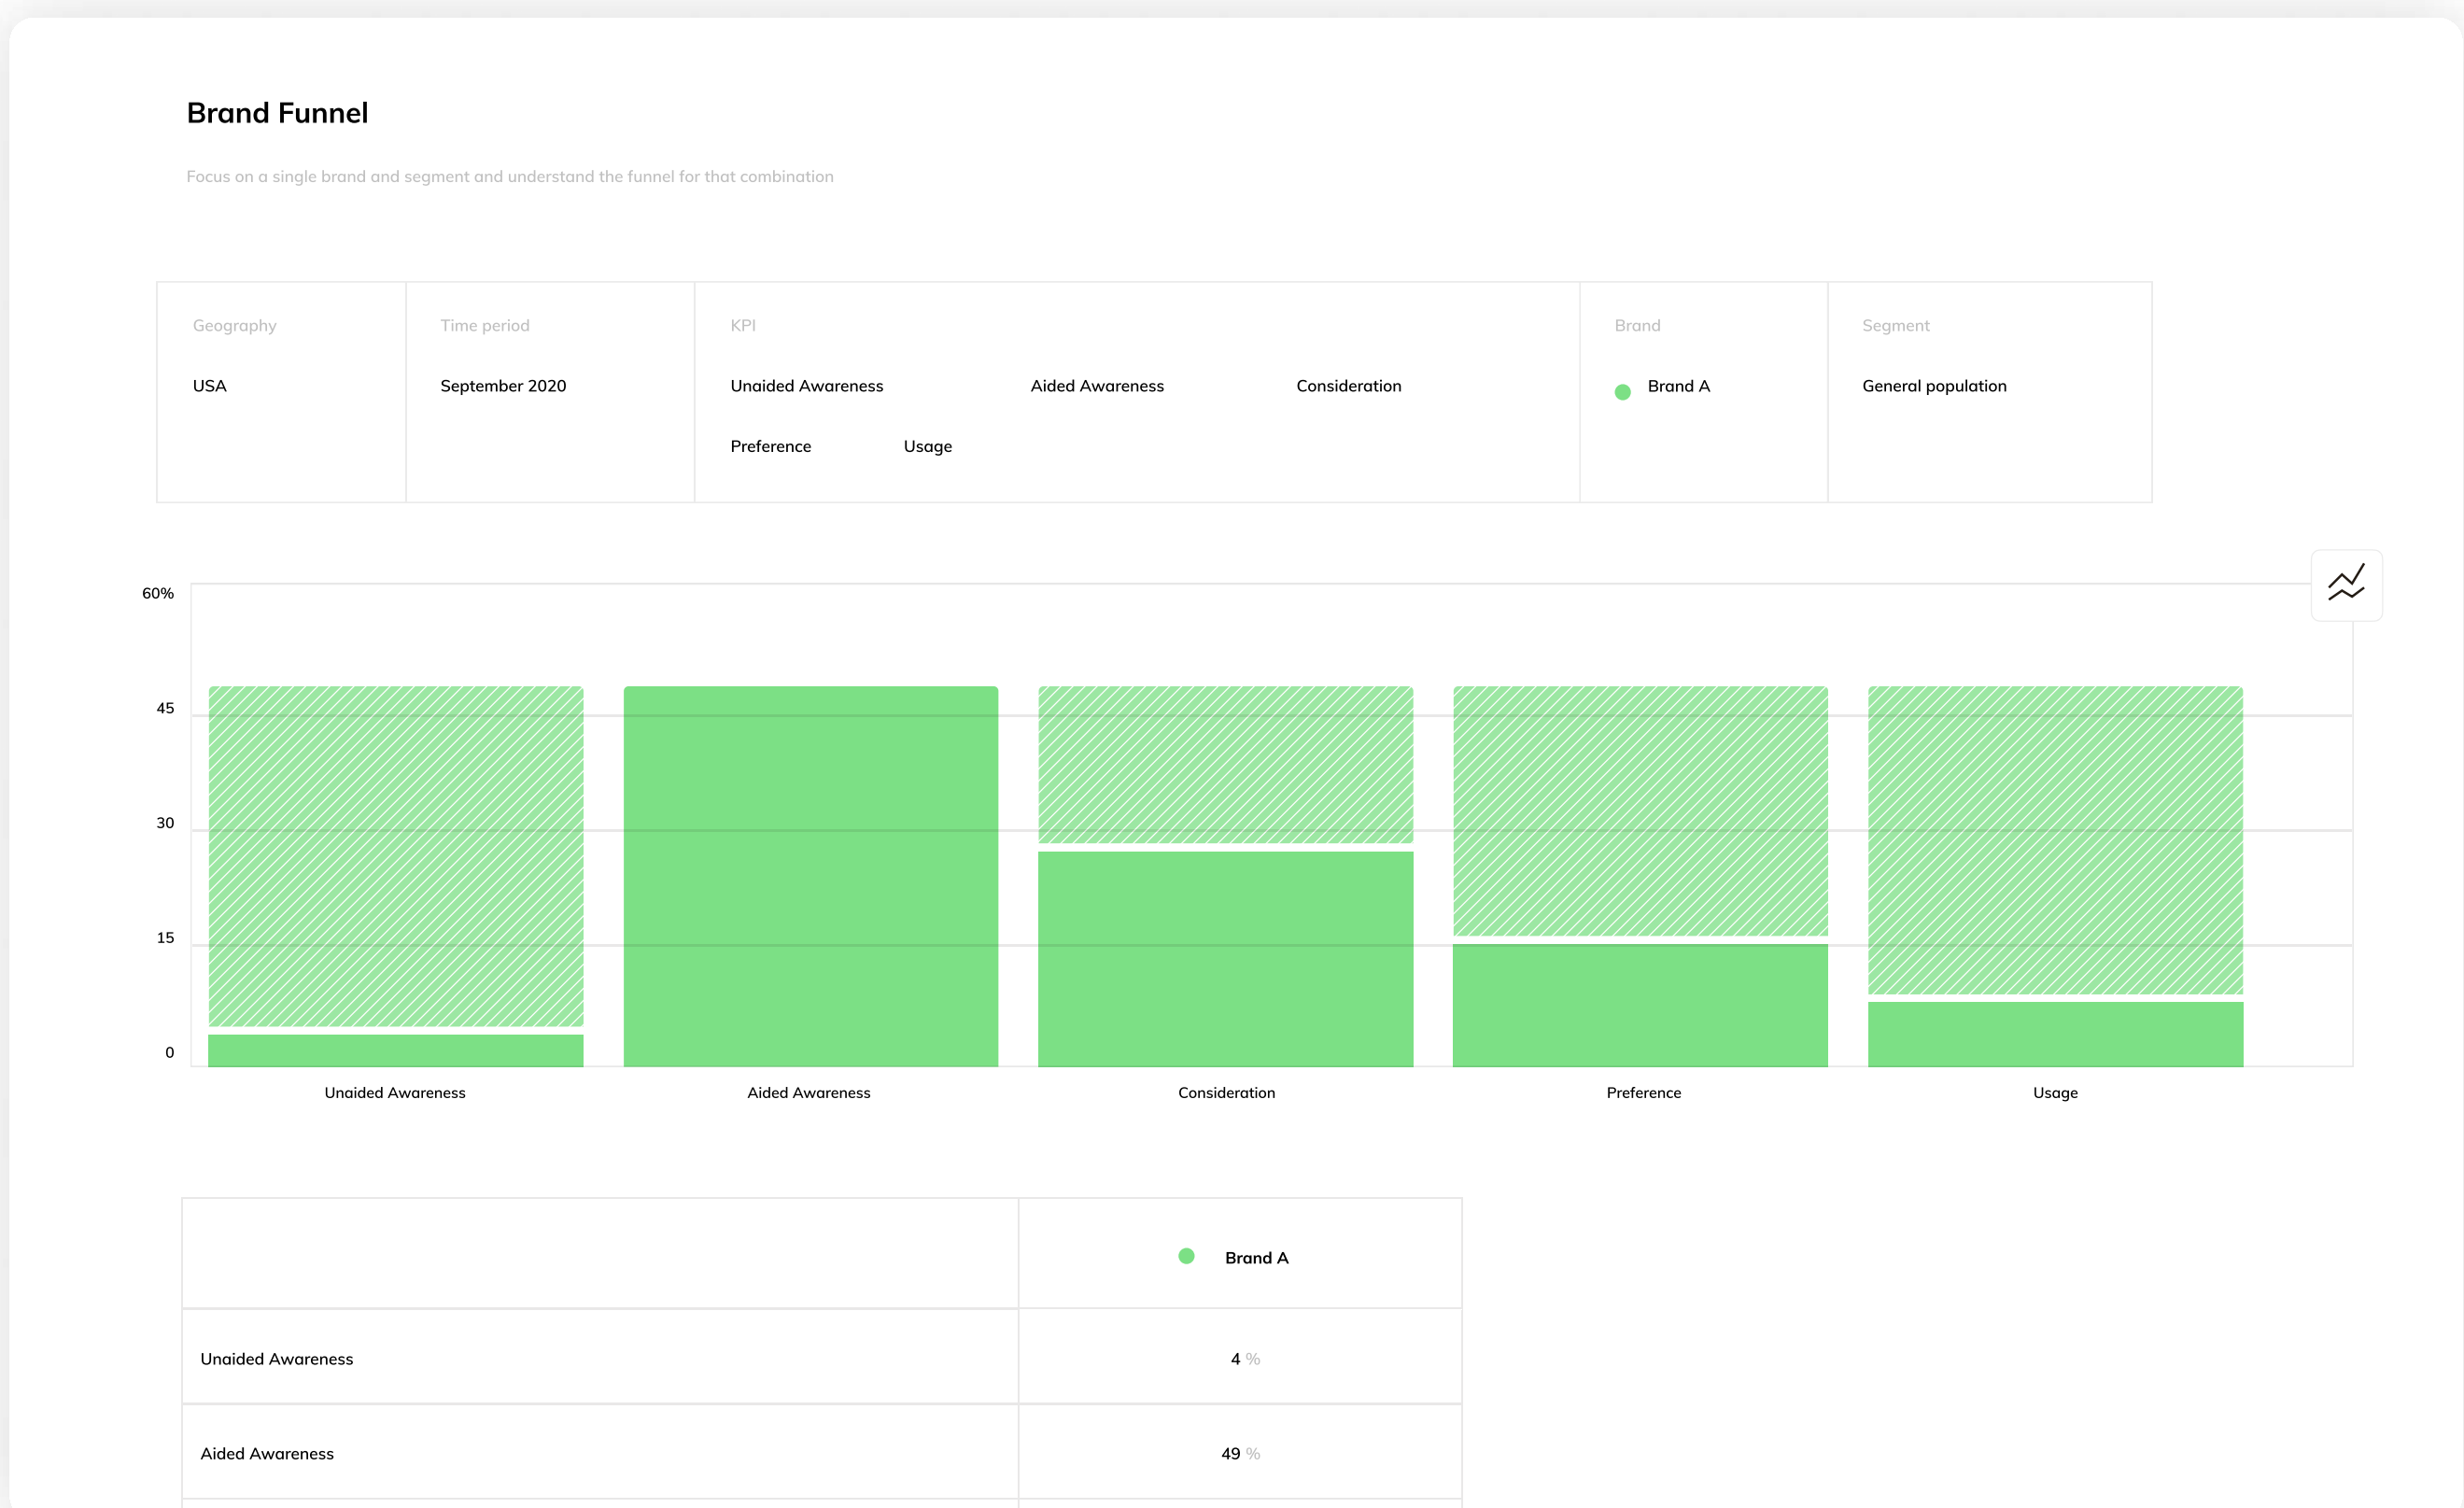 Brand Funnel
Focus on a single brand and segment and understand the funnel for that combination
Geography Time period KPI Brand Segment
USA September 2020 Unaided Awareness Aided Awareness Consideration Brand A General population
Preference Usage
60%
45
30
15
0
Unaided Awareness Aided Awareness Consideration Preference Usage
Brand A
Unaided Awareness 4 %
Aided Awareness 49 %